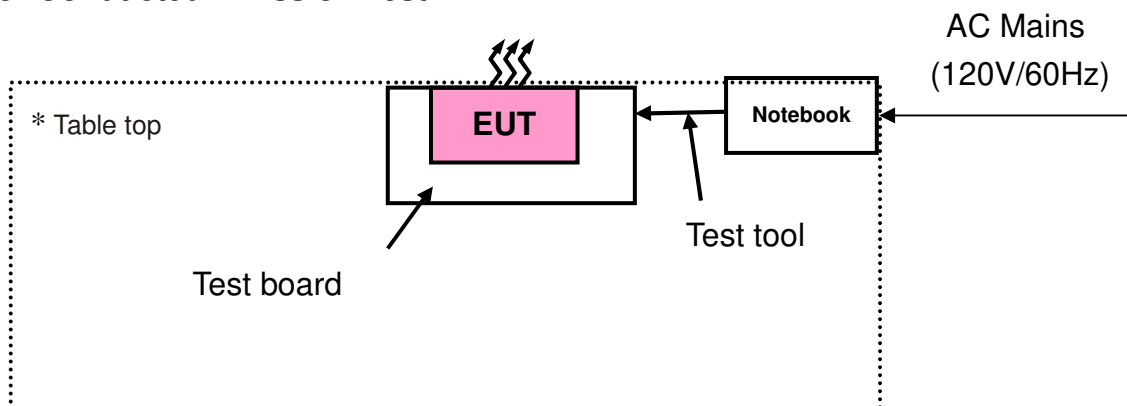 AC Mains
(120V/60Hz)
* Table top
EUT
Notebook
Test tool
Test board